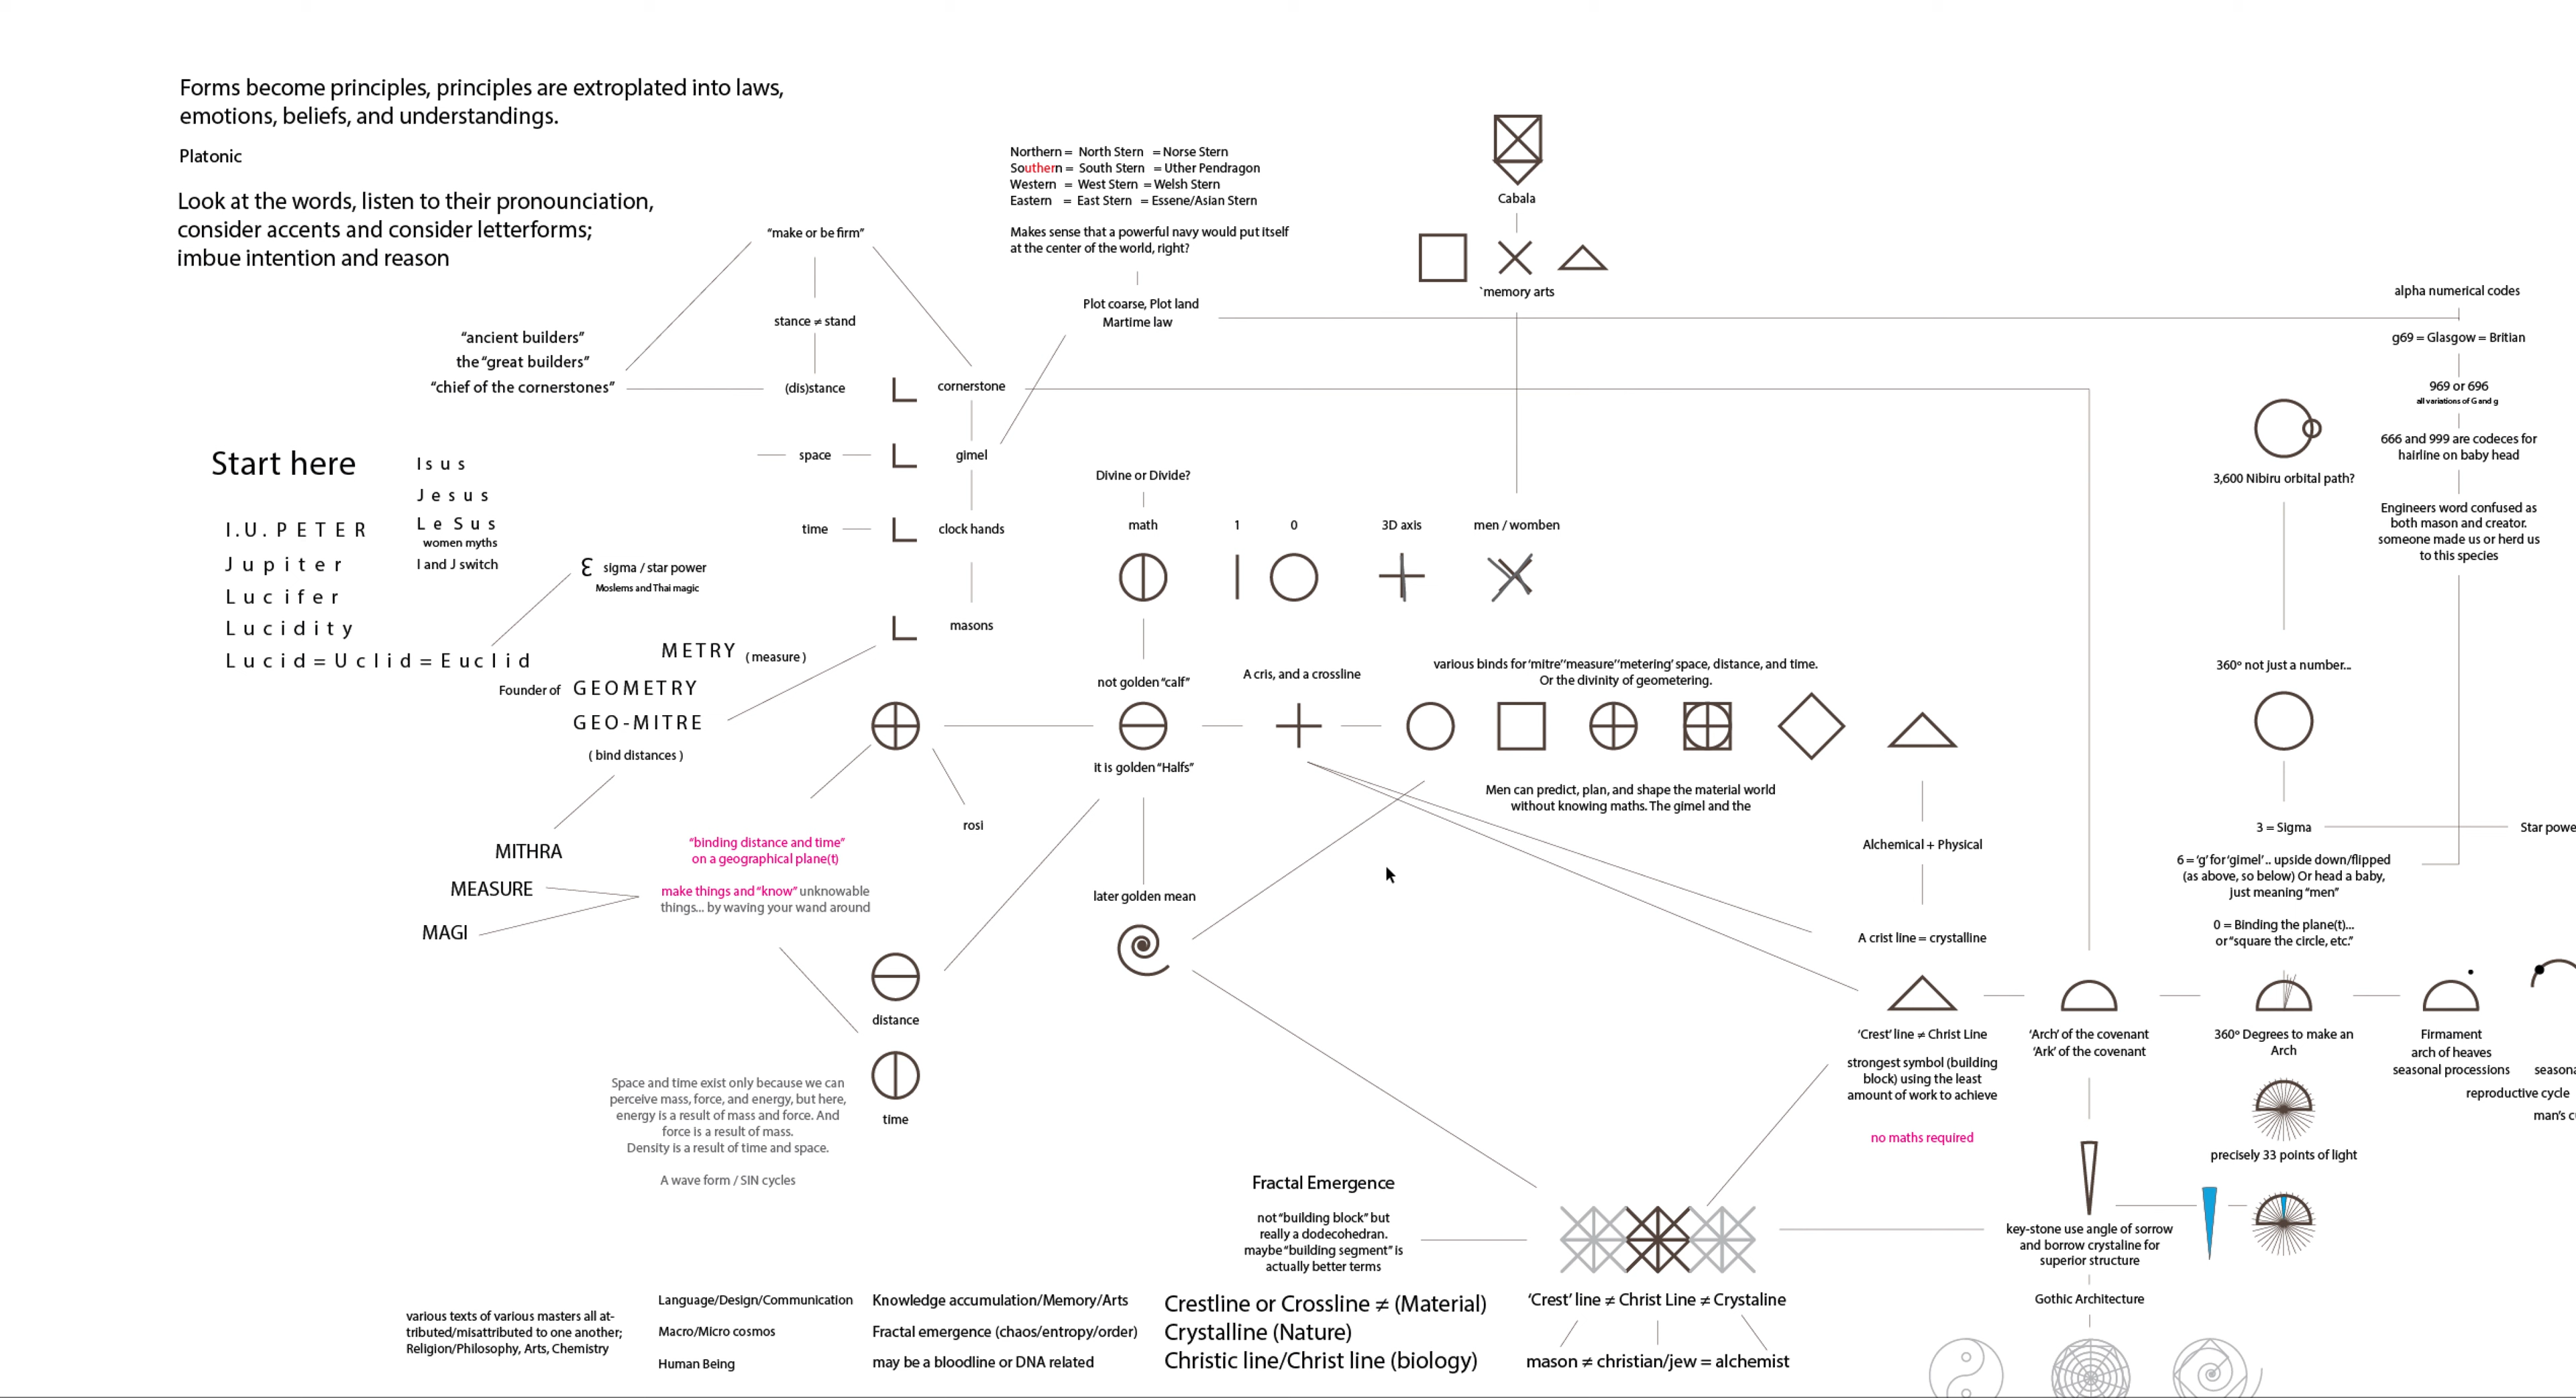 Forms become principles, principles are extroplated into laws,
emotions, beliefs, and understandings.
Platonic
Look at the words, listen to their pronounciation,
consider accents and consider letterforms;
imbue intention and reason
"make or be firm"
stance ≠ stand
"ancient builders"
the "great builders"
"chief of the cornerstones"
(dis)stance
L
cornerstone
space
L
gimel
time
L
clock hands
L
masons
Northern = North Stern = Norse Stern
Southern = South Stern = Uther Pendragon
Western = West Stern = Welsh Stern
Eastern = East Stern = Essene/Asian Stern
Makes sense that a powerful navy would put itself
at the center of the world, right?
Plot coarse, Plot land
Martime law
Cabala
`memory arts
alpha numerical codes
g69 = Glasgow = Britian
969 or 696
all variations of G and g
666 and 999 are codeces for
hairline on baby head
Engineers word confused as
both mason and creator.
someone made us or herd us
to this species
3,600 Nibiru orbital path?
360º not just a number...
3 = Sigma
Star powe
6 = 'g' for 'gimel' .. upside down/flipped
(as above, so below) Or head a baby,
just meaning "men"
0 = Binding the plane(t)...
or "square the circle, etc."
Start here
Isus
Jesus
LeSus
women myths
I and J switch
I.U. PETER
Jupiter
Lucifer
Lucidity
Lucid = Uclid = Euclid
Ɛ sigma / star power
Moslems and Thai magic
METRY (measure)
Founder of GEOMETRY
GEO-MITRE
(bind distances)
MITHRA
MEASURE
MAGI
"binding distance and time"
on a geographical plane(t)
make things and "know" unknowable
things... by waving your wand around
rosi
distance
time
Space and time exist only because we can
perceive mass, force, and energy, but here,
energy is a result of mass and force. And
force is a result of mass.
Density is a result of time and space.
A wave form / SIN cycles
Divine or Divide?
math
1
0
3D axis
men / womben
not golden "calf"
it is golden "Halfs"
later golden mean
A cris, and a crossline
various binds for 'mitre' 'measure' 'metering' space, distance, and time.
Or the divinity of geometering.
Men can predict, plan, and shape the material world
without knowing maths. The gimel and the
Alchemical + Physical
A crist line = crystalline
'Crest' line ≠ Christ Line
strongest symbol (building
block) using the least
amount of work to achieve
no maths required
'Arch' of the covenant
'Ark' of the covenant
360º Degrees to make an
Arch
precisely 33 points of light
Firmament
arch of heaves
seasonal processions
seasona
reproductive cycle
man's c
key-stone use angle of sorrow
and borrow crystaline for
superior structure
Gothic Architecture
Fractal Emergence
not "building block" but
really a dodecohedran.
maybe "building segment" is
actually better terms
'Crest' line ≠ Christ Line ≠ Crystaline
mason ≠ christian/jew = alchemist
various texts of various masters all at-
tributed/misattributed to one another;
Religion/Philosophy, Arts, Chemistry
Language/Design/Communication
Macro/Micro cosmos
Human Being
Knowledge accumulation/Memory/Arts
Fractal emergence (chaos/entropy/order)
may be a bloodline or DNA related
Crestline or Crossline ≠ (Material)
Crystalline (Nature)
Christic line/Christ line (biology)